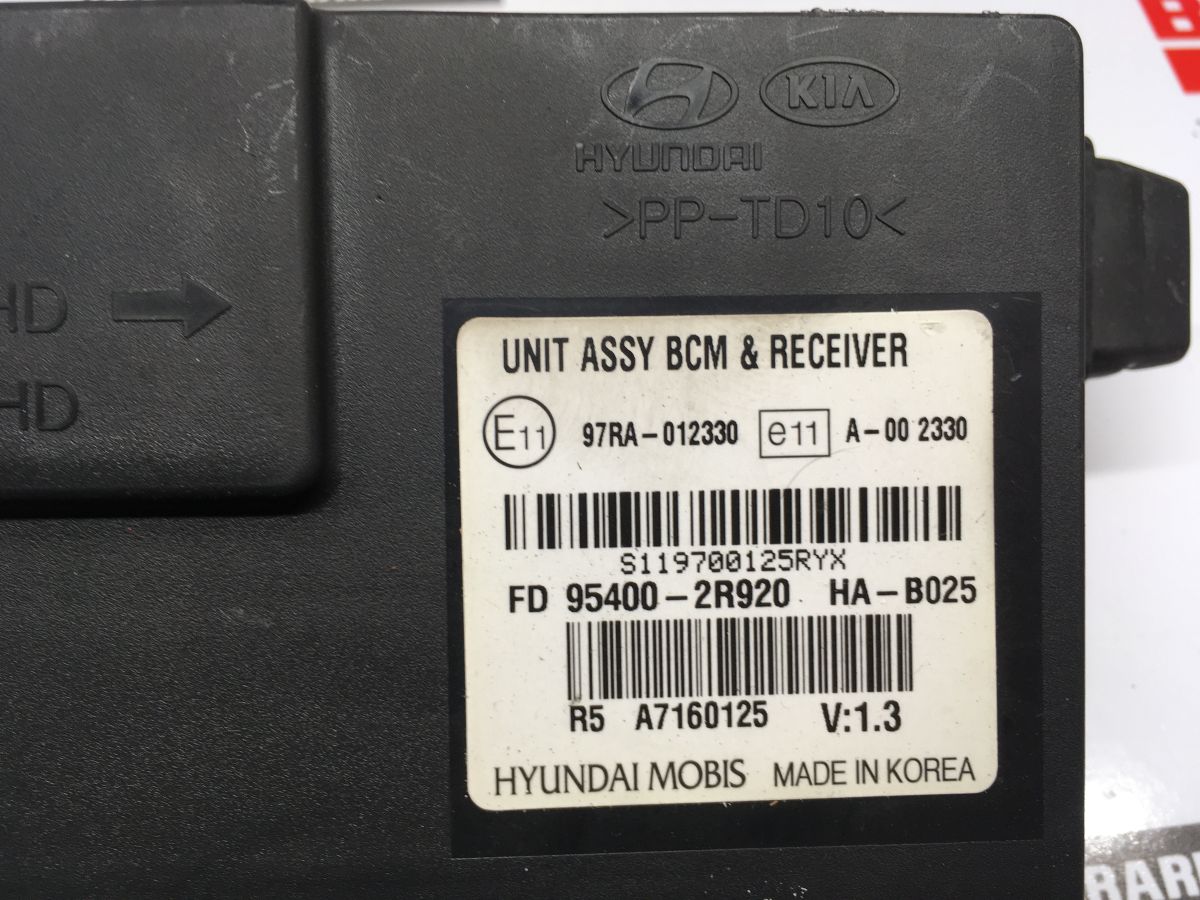 KIA
HYUNDAI
>PP-TD10<
HD
HD
UNIT ASSY BCM & RECEIVER
E11 97RA-012330 e11 A-00 2330
S119700125RYX
FD 95400-2R920 HA-B025
R5 A7160125 V:1.3
HYUNDAI MOBIS MADE IN KOREA